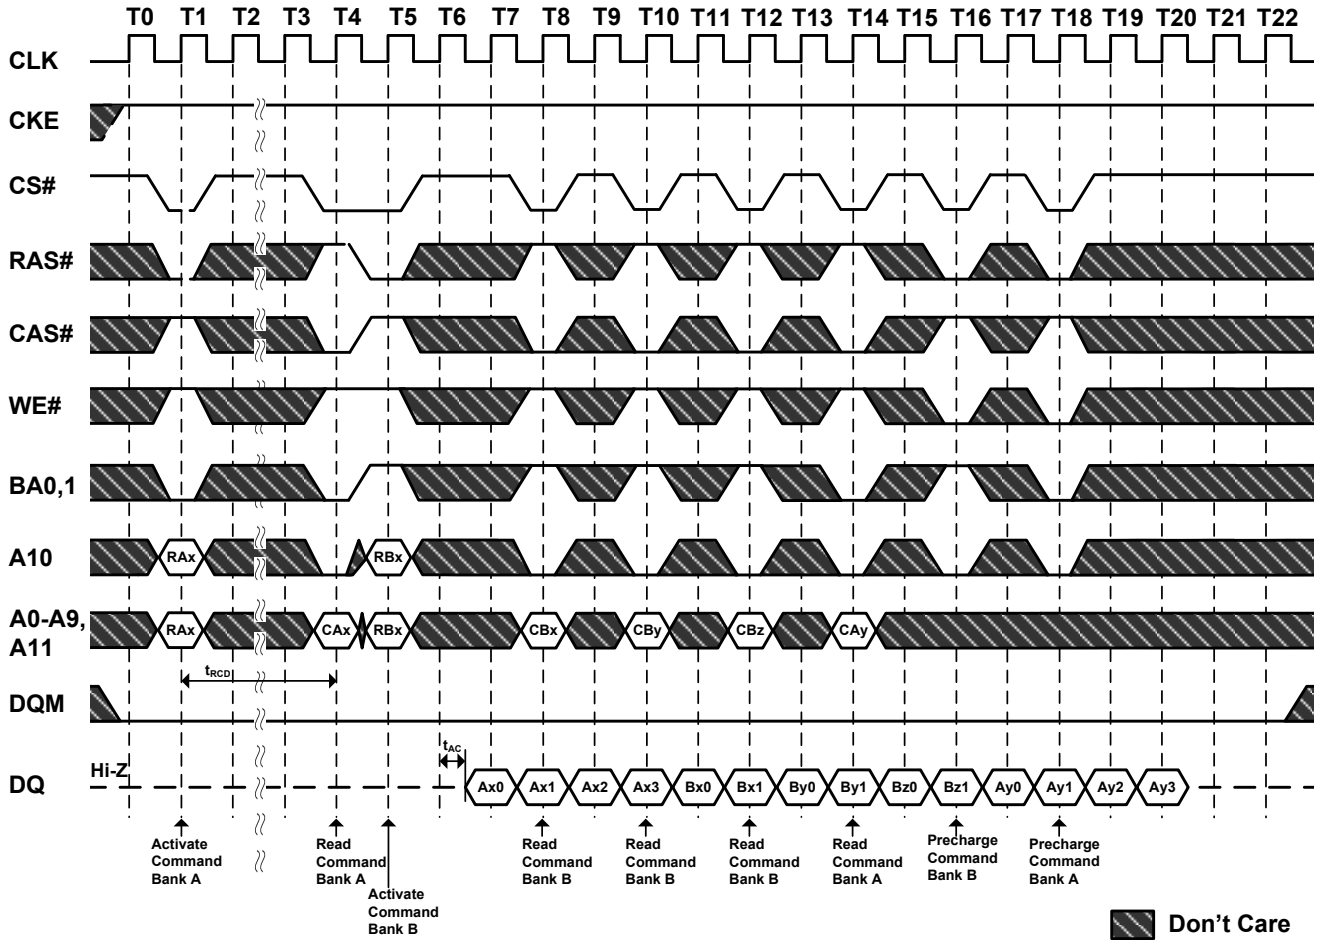 T0 T1 T2 T3 T4 T5 T6 T7 T8 T9 T10 T11 T12 T13 T14 T15 T16 T17 T18 T19 T20 T21 T22
CLK
CKE
CS#
RAS#
CAS#
WE#
BA0,1
A10 RAx RBx
A0-A9,
A11 RAx CAx RBx CBx CBy CBz CAy
tRCD
DQM
tAC
Hi-Z
DQ Ax0 Ax1 Ax2 Ax3 Bx0 Bx1 By0 By1 Bz0 Bz1 Ay0 Ay1 Ay2 Ay3
Activate
Command
Bank A
Read
Command
Bank A
Activate
Command
Bank B
Read
Command
Bank B
Read
Command
Bank B
Read
Command
Bank B
Read
Command
Bank A
Precharge
Command
Bank B
Precharge
Command
Bank A
Don't Care